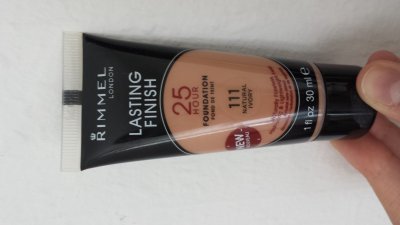 RIMMEL
LONDON
LASTING
FINISH
25
HOUR
FOUNDATION
FOND DE TEINT
111
NATURAL
IVORY
NEW
1 fl oz 30 ml e